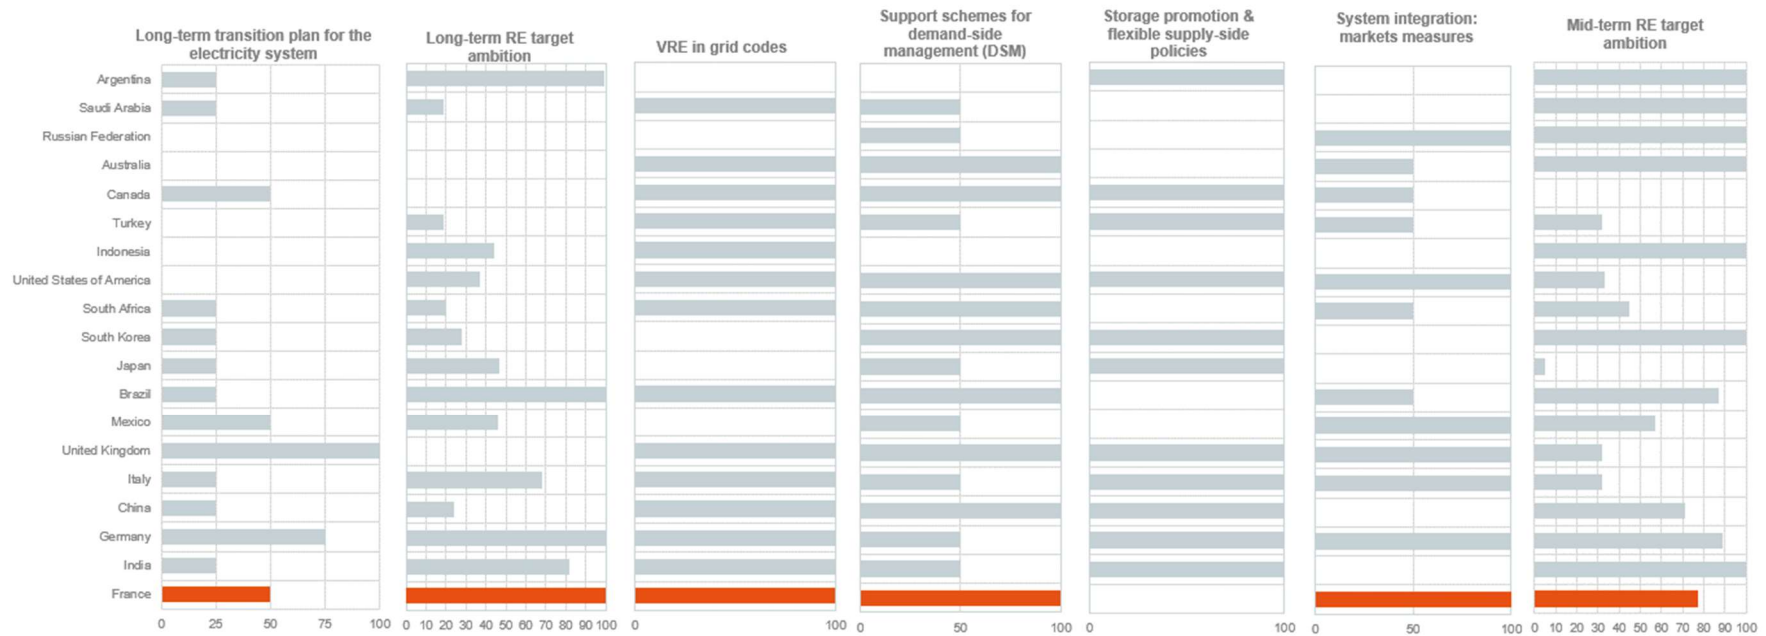 Long-term transition plan for the
electricity system
Long-term RE target
ambition
VRE in grid codes
Support schemes for
demand-side
management (DSM)
Storage promotion &
flexible supply-side
policies
System integration:
markets measures
Mid-term RE target
ambition
Argentina
Saudi Arabia
Russian Federation
Australia
Canada
Turkey
Indonesia
United States of America
South Africa
South Korea
Japan
Brazil
Mexico
United Kingdom
Italy
China
Germany
India
France
0 25 50 75 100
0 10 20 30 40 50 60 70 80 90 100
0 100
0 50 100
0 100
0 50 100
0 10 20 30 40 50 60 70 80 90 100